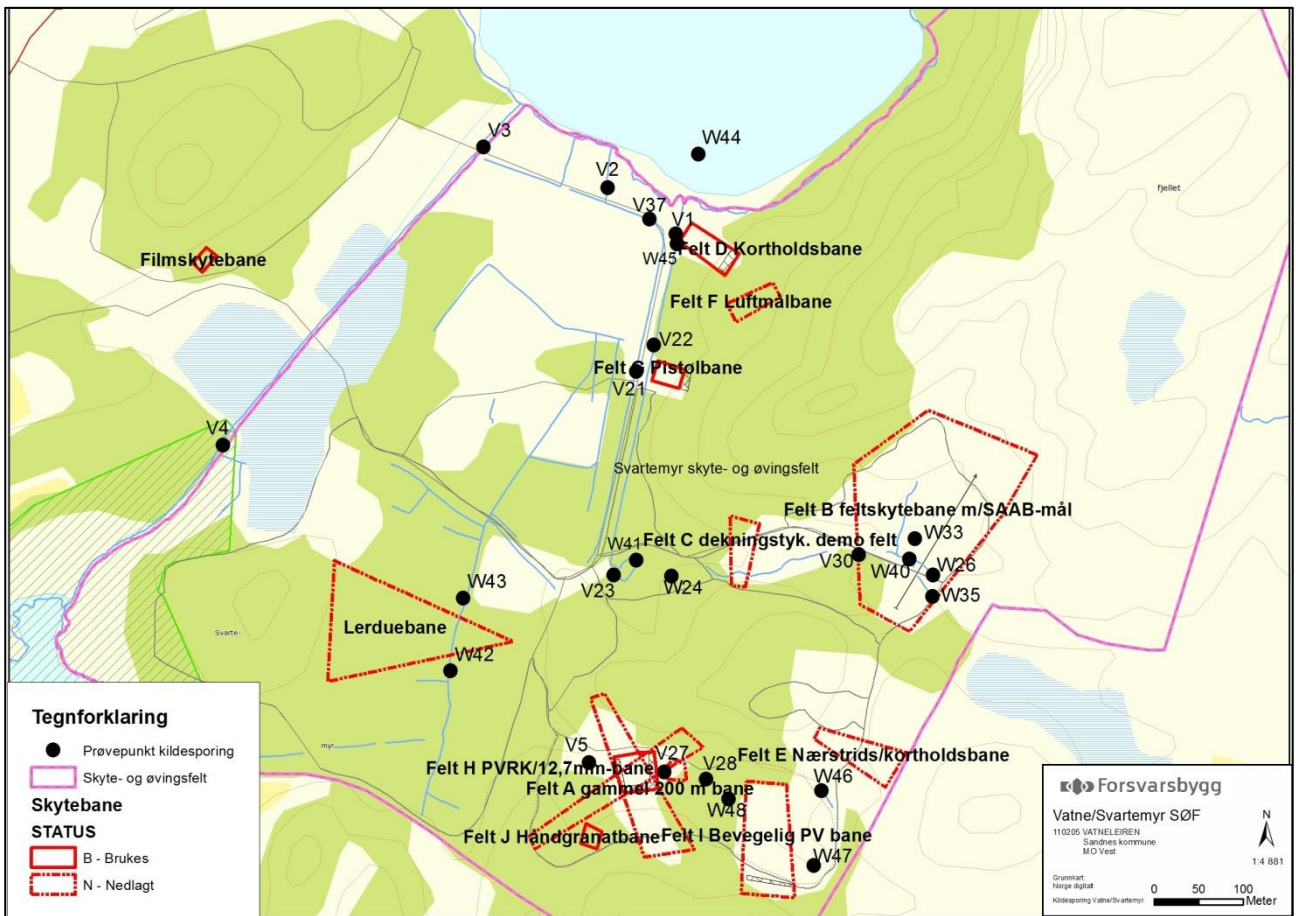 V3
W44
V2
fjellet
V37
V1
W45
Felt D Kortholdsbane
Filmskytebane
Felt F Luftmålbane
V22
Felt G Pistolbane
V21
V4
Svartemyr skyte- og øvingsfelt
Felt B feltskytebane m/SAAB-mål
W33
W41
Felt C dekningstyk. demo felt
V30
W40
W26
V23
W24
W35
W43
Lerduebane
Svarte-
W42
myr
V5
V27
Felt E Nærstrids/kortholdsbane
Felt H PVRK/12,7mm-bane
V28
W46
Felt A gammel 200 m bane
W48
Felt J Håndgranatbane
Felt I Bevegelig PV bane
W47
Tegnforklaring
Prøvepunkt kildesporing
Skyte- og øvingsfelt
Skytebane
STATUS
B - Brukes
N - Nedlagt
Forsvarsbygg
Vatne/Svartemyr SØF
110205 VATNELEIREN
Sandnes kommune
MO Vest
N
1:4 881
Grunnkart:
Norge digitalt
Kildesporing Vatne/Svartemyr
0 50 100
Meter